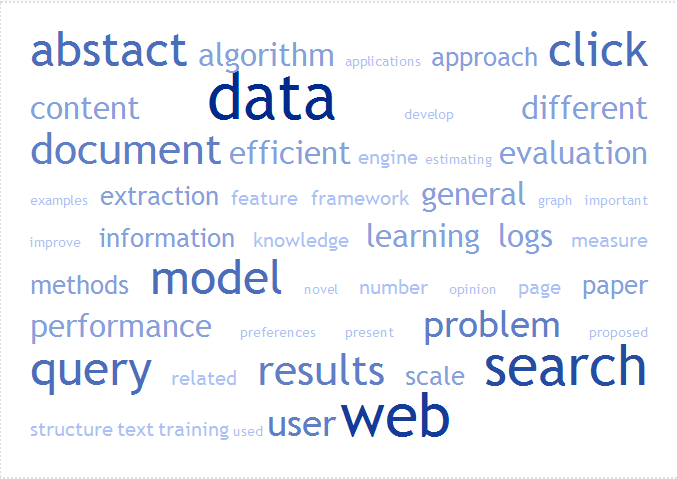 abstact algorithm applications approach click
content data develop different
document efficient engine estimating evaluation
examples extraction feature framework general graph important
improve information knowledge learning logs measure
methods model novel number opinion page paper
performance preferences present problem proposed
query related results scale search
structure text training used user web